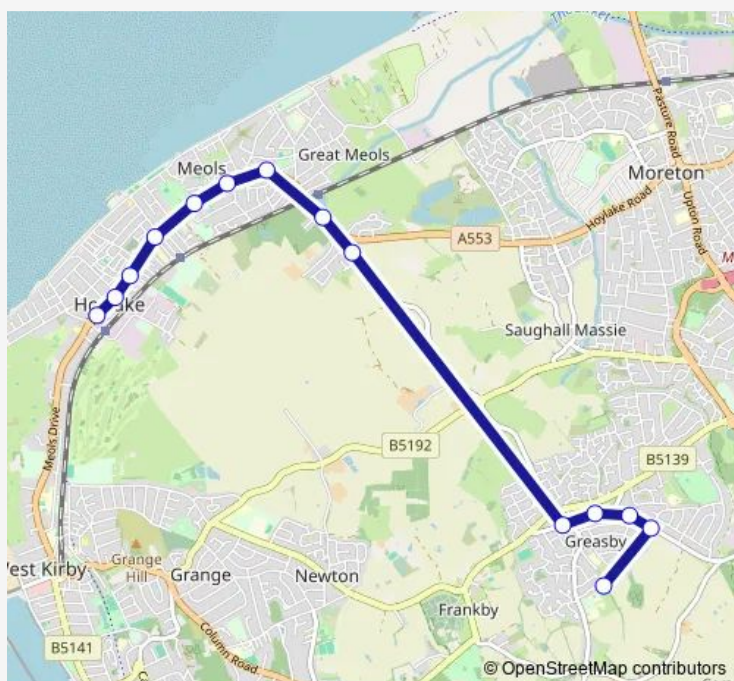 Great Meols
Meols
Moreton
Pasture Road
Hoylake Road
Upton Road
A553
Saughall Massie
Meols Drive
B5192
B5139
Greasby
Grange
Hill
Grange
Newton
Frankby
Column Road
B5141
© OpenStreetMap contributors